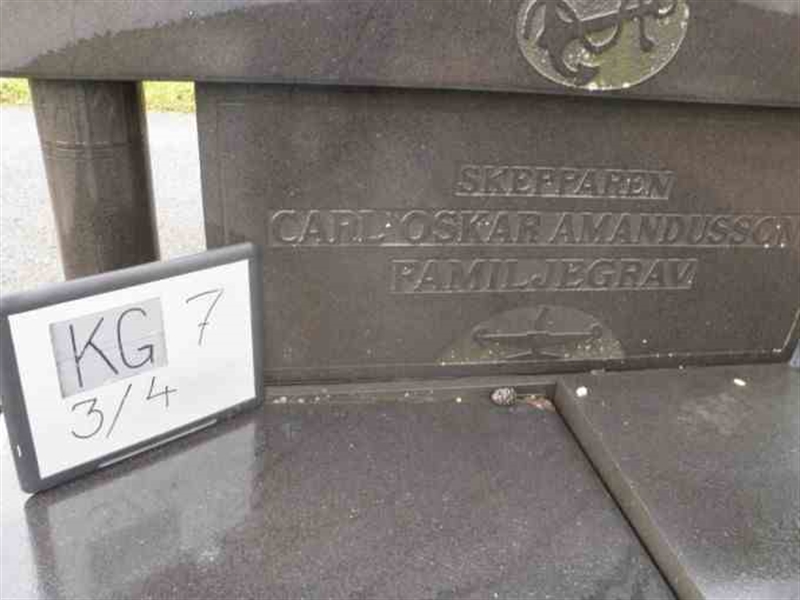 SKEPPAREN
CARL OSKAR AMANDUSSON
FAMILJEGRAV
KG 7
3/4